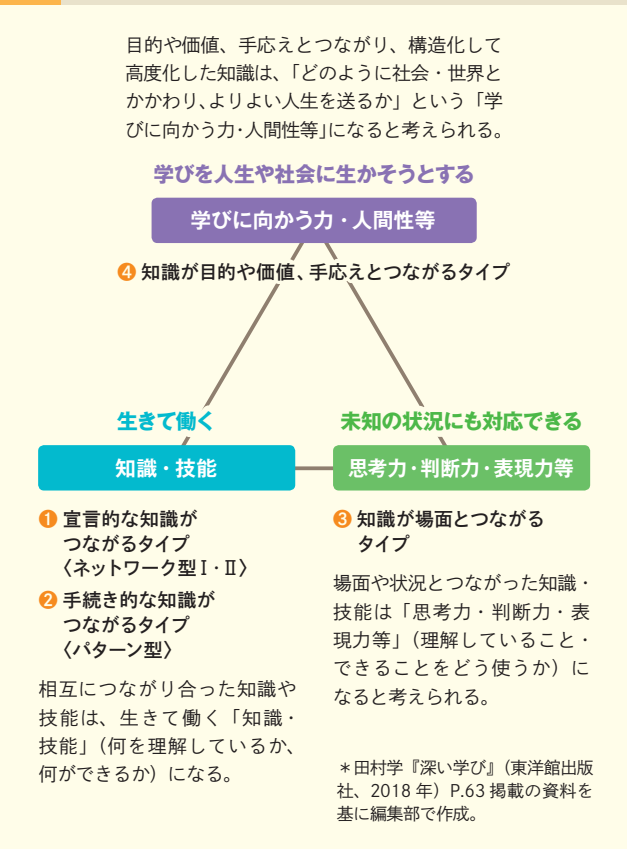 目的や価値、手応えとつながり、構造化して
高度化した知識は、「どのように社会・世界と
かかわり、よりよい人生を送るか」という「学
びに向かう力・人間性等」になると考えられる。
学びを人生や社会に生かそうとする
学びに向かう力・人間性等
❹ 知識が目的や価値、手応えとつながるタイプ
生きて働く
知識・技能
❶ 宣言的な知識が
つながるタイプ
〈ネットワーク型Ⅰ・Ⅱ〉
❷ 手続き的な知識が
つながるタイプ
〈パターン型〉
相互につながり合った知識や
技能は、生きて働く「知識・
技能」(何を理解しているか、
何ができるか)になる。
未知の状況にも対応できる
思考力・判断力・表現力等
❸ 知識が場面とつながる
タイプ
場面や状況とつながった知識・
技能は「思考力・判断力・表
現力等」(理解していること・
できることをどう使うか)に
なると考えられる。
＊田村学『深い学び』(東洋館出版
社、2018年)P.63掲載の資料を
基に編集部で作成。